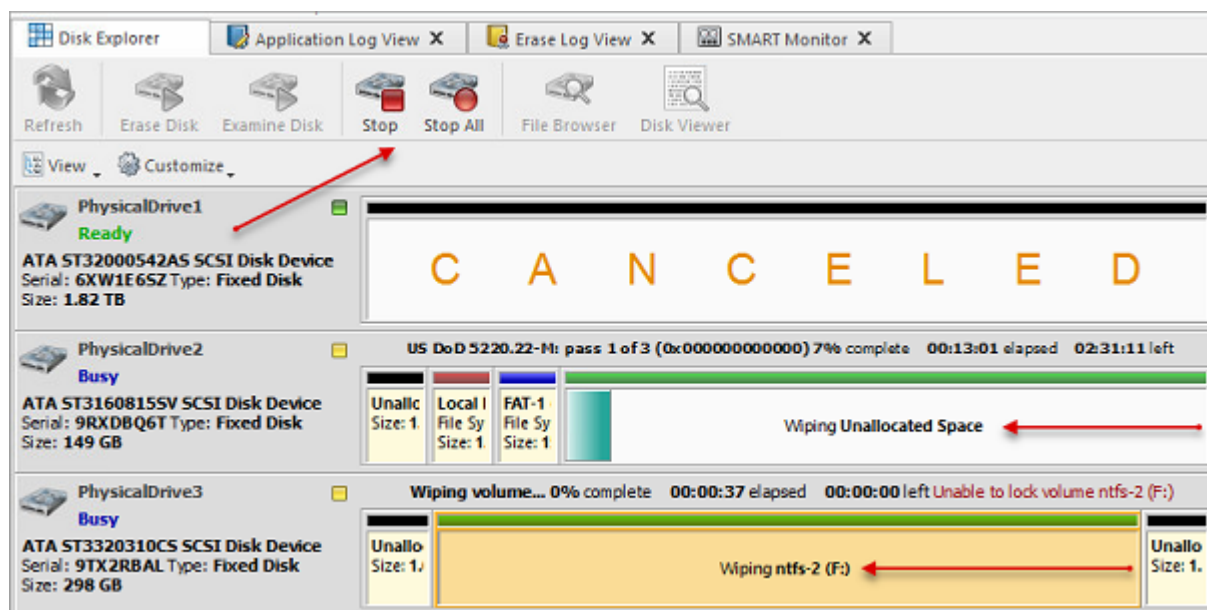 Disk Explorer Application Log View X Erase Log View X SMART Monitor X
Refresh Erase Disk Examine Disk Stop Stop All File Browser Disk Viewer
View Customize
PhysicalDrive1
Ready
ATA ST32000542AS SCSI Disk Device
Serial: 6XW1E6SZ Type: Fixed Disk
Size: 1.82 TB
C A N C E L E D
PhysicalDrive2
Busy
ATA ST3160815SV SCSI Disk Device
Serial: 9RXDBQ6T Type: Fixed Disk
Size: 149 GB
US DoD 5220.22-M: pass 1 of 3 (0x000000000000) 7% complete 00:13:01 elapsed 02:31:11 left
Unallc Local I FAT-1
Size: 1. File Sy File Sy
Size: 1. Size: 1
Wiping Unallocated Space
PhysicalDrive3
Busy
ATA ST3320310CS SCSI Disk Device
Serial: 9TX2RBAL Type: Fixed Disk
Size: 298 GB
Wiping volume... 0% complete 00:00:37 elapsed 00:00:00 left Unable to lock volume ntfs-2 (F:)
Unallo
Size: 1.
Wiping ntfs-2 (F:)
Unallo
Size: 1.